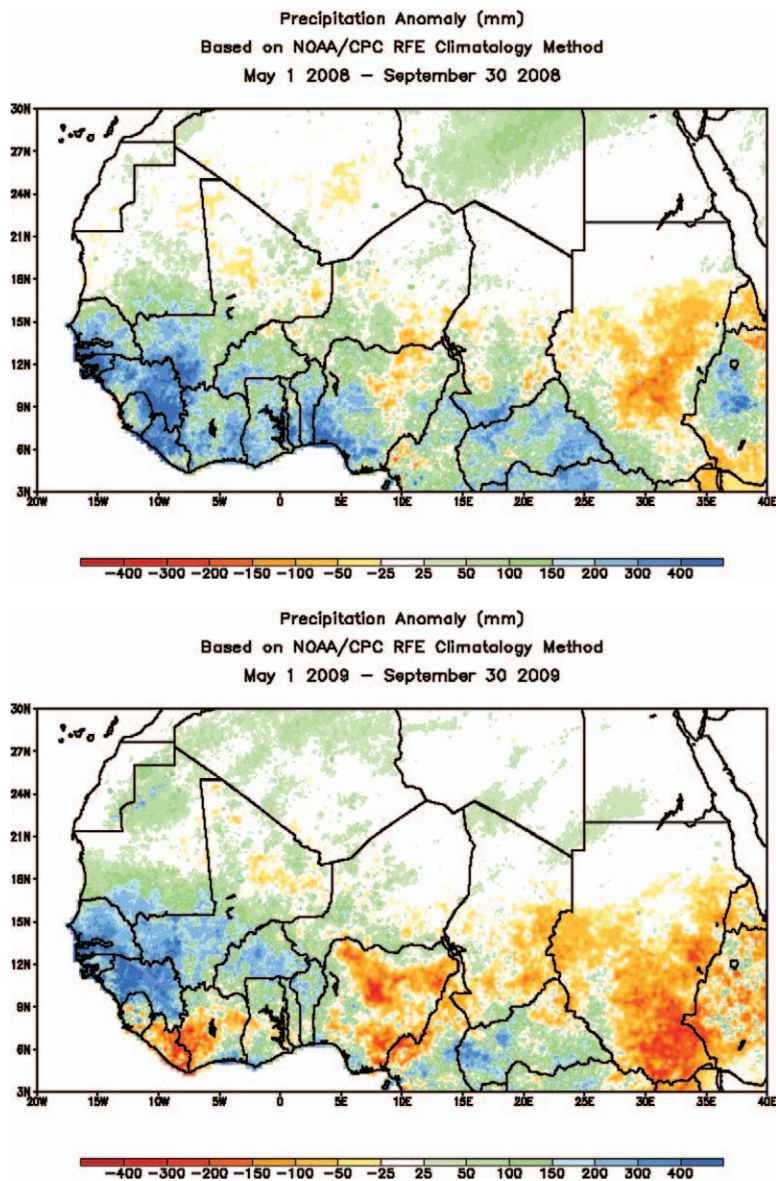 Precipitation Anomaly (mm)
Based on NOAA/CPC RFE Climatology Method
May 1 2008 – September 30 2008
30N
27N
24N
21N
18N
15N
12N
9N
6N
3N
20W 15W 10W 5W 0 5E 10E 15E 20E 25E 30E 35E 40E
-400 -300 -200 -150 -100 -50 -25 25 50 100 150 200 300 400
Precipitation Anomaly (mm)
Based on NOAA/CPC RFE Climatology Method
May 1 2009 – September 30 2009
30N
27N
24N
21N
18N
15N
12N
9N
6N
3N
20W 15W 10W 5W 0 5E 10E 15E 20E 25E 30E 35E 40E
-400 -300 -200 -150 -100 -50 -25 25 50 100 150 200 300 400